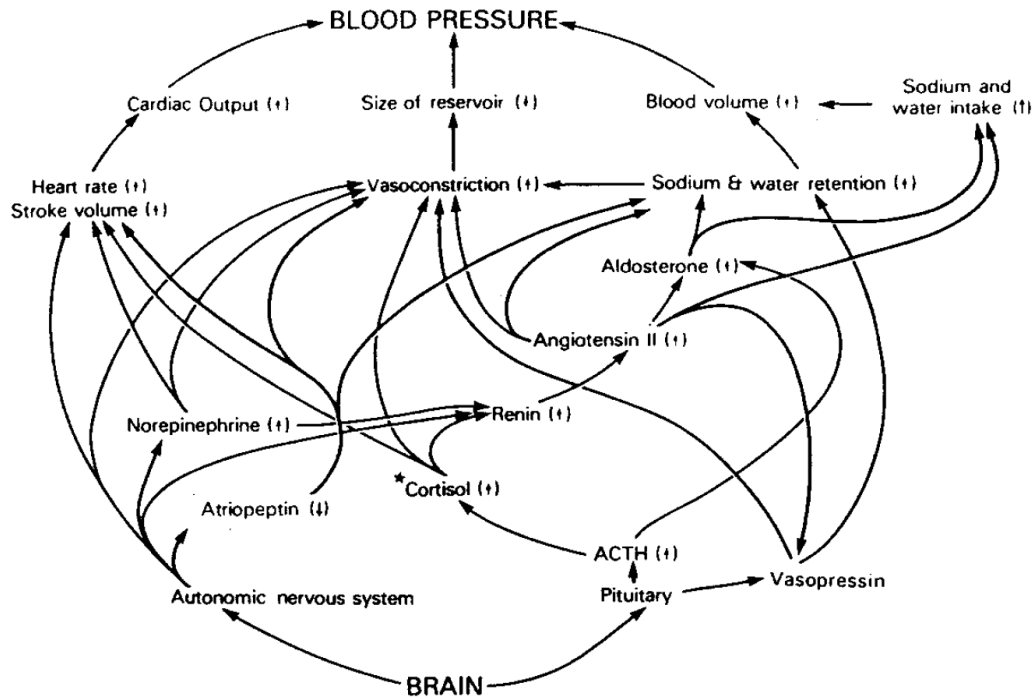 BLOOD PRESSURE
Cardiac Output (↑)
Size of reservoir (↓)
Blood volume (↑)
Sodium and
water intake (↑)
Heart rate (↑)
Stroke volume (↑)
Vasoconstriction (↑)
Sodium & water retention (↑)
Aldosterone (↑)
Angiotensin II (↑)
Norepinephrine (↑)
Renin (↑)
*Cortisol (↑)
Atriopeptin (↓)
ACTH (↑)
Autonomic nervous system
Pituitary
Vasopressin
BRAIN